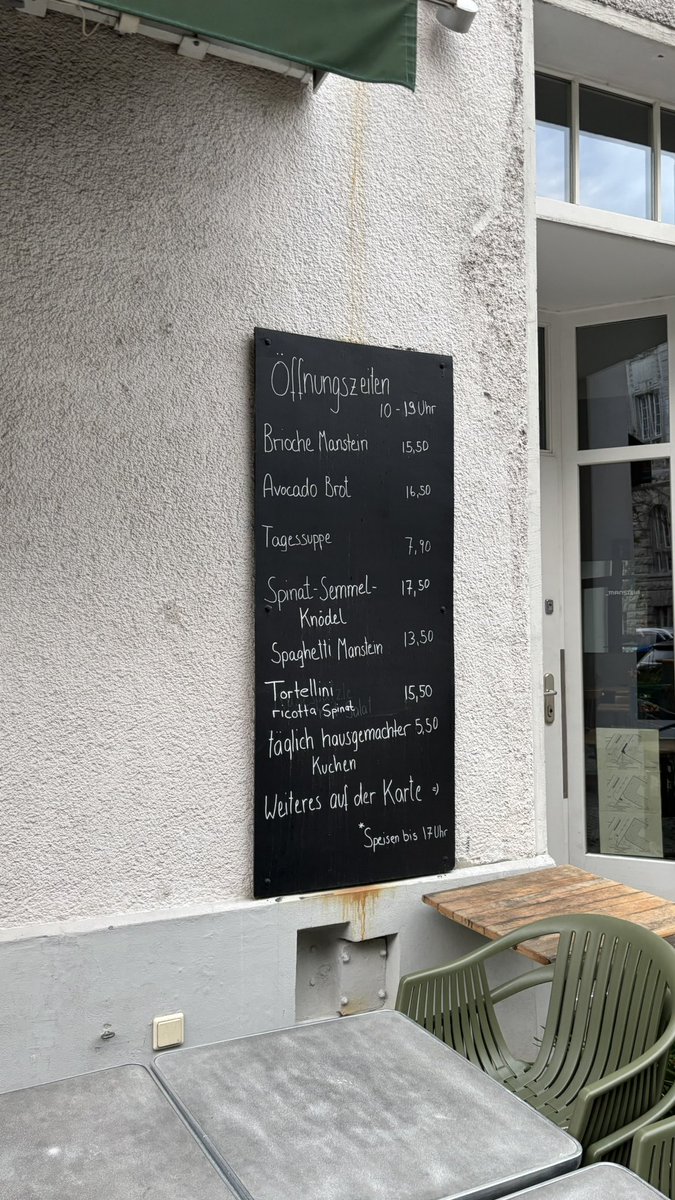 Öffnungszeiten
10 - 19 Uhr
Brioche Manstein 15,50
Avocado Brot 16,50
Tagessuppe 7,90
Spinat-Semmel- 17,50
Knödel
Spaghetti Manstein 13,50
Tortellini 15,50
ricotta Spinat
täglich hausgemachter 5,50
Kuchen
Weiteres auf der Karte =)
*Speisen bis 17 Uhr